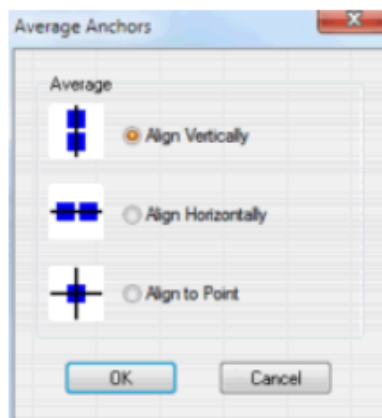 Average Anchors
Average
Align Vertically
Align Horizontally
Align to Point
OK
Cancel